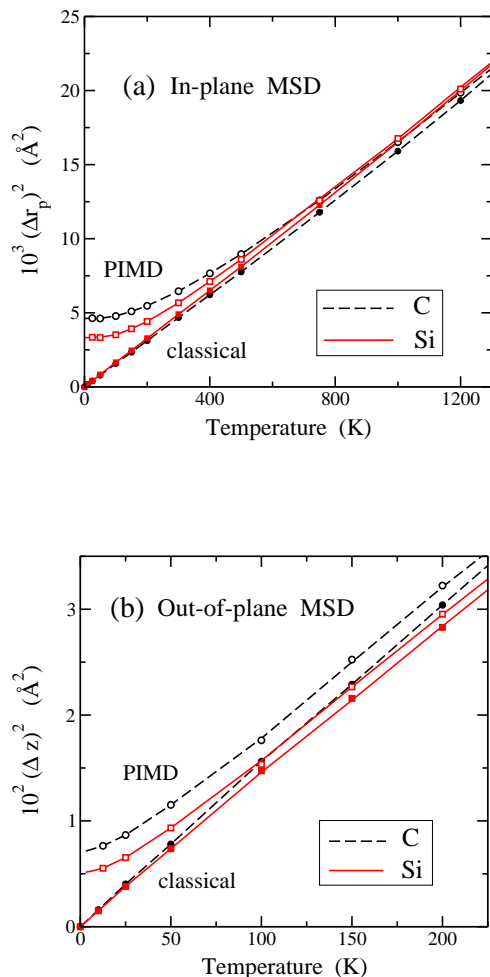 25
(a) In-plane MSD
20
15
10
5
0
10³ (Δr_p)² (Å²)
PIMD
classical
C
Si
0 400 800 1200
Temperature (K)
3
(b) Out-of-plane MSD
2
1
0
10² (Δ z)² (Å²)
PIMD
classical
C
Si
0 50 100 150 200
Temperature (K)